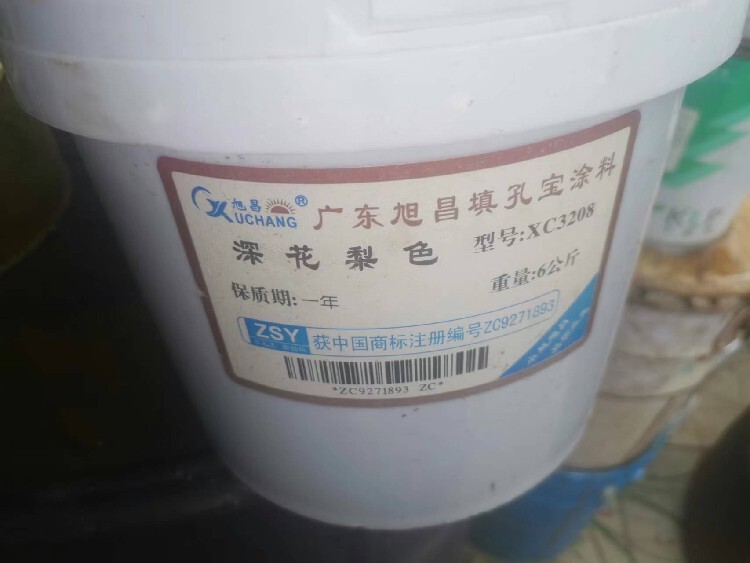 旭昌
XUCHANG ®
广东旭昌填孔宝涂料
深花梨色
型号:XC3208
保质期:一年
重量:6公斤
ZSY
获中国商标注册编号ZC9271893
*ZC9271893 ZC*